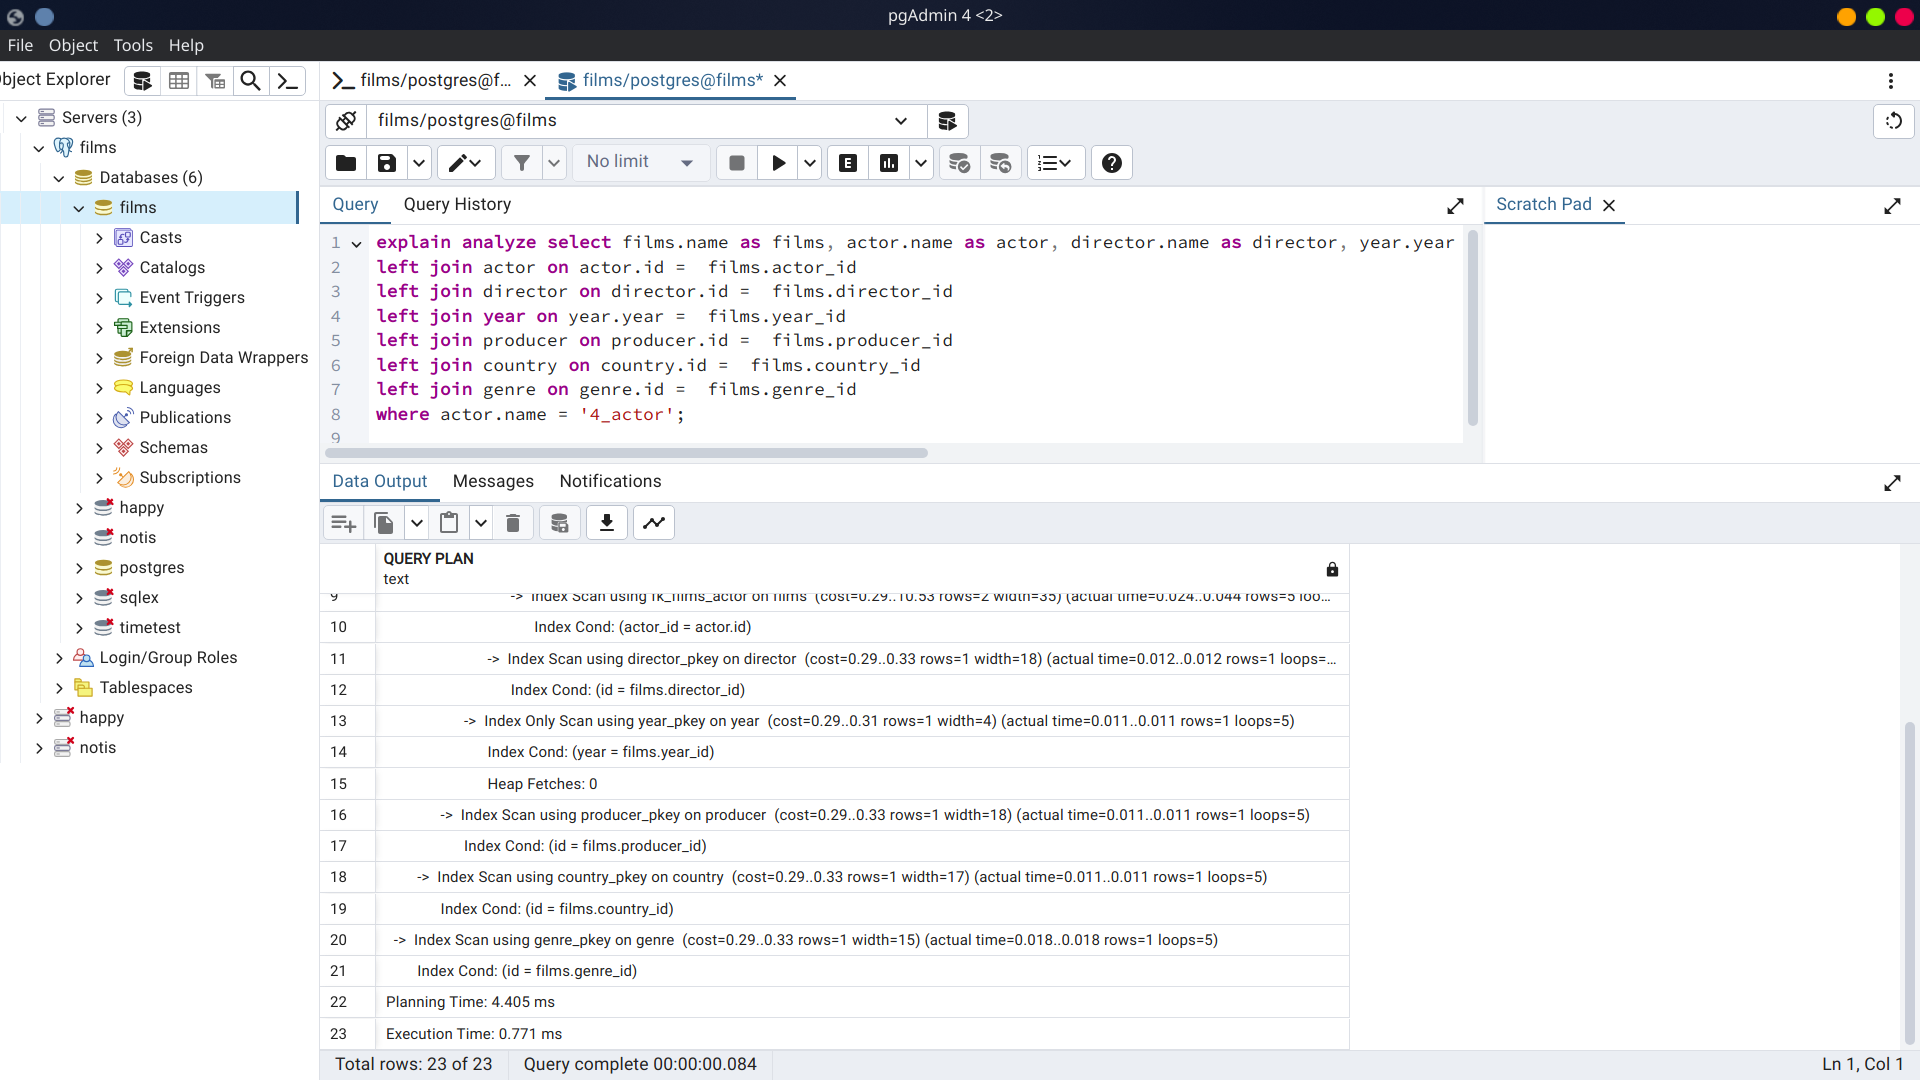 pgAdmin 4 <2>
File Object Tools Help
bject Explorer
films/postgres@f...
films/postgres@films*
Servers (3)
films
Databases (6)
films
Casts
Catalogs
Event Triggers
Extensions
Foreign Data Wrappers
Languages
Publications
Schemas
Subscriptions
happy
notis
postgres
sqlex
timetest
Login/Group Roles
Tablespaces
happy
notis
films/postgres@films
No limit
E
Query Query History
Scratch Pad
1 explain analyze select films.name as films, actor.name as actor, director.name as director, year.year
2 left join actor on actor.id =  films.actor_id
3 left join director on director.id =  films.director_id
4 left join year on year.year =  films.year_id
5 left join producer on producer.id =  films.producer_id
6 left join country on country.id =  films.country_id
7 left join genre on genre.id =  films.genre_id
8 where actor.name = '4_actor';
9
Data Output Messages Notifications
QUERY PLAN
text
9 -> Index Scan using fk_films_actor on films (cost=0.29..10.53 rows=2 width=35) (actual time=0.024..0.044 rows=5 loo...
10 Index Cond: (actor_id = actor.id)
11 -> Index Scan using director_pkey on director (cost=0.29..0.33 rows=1 width=18) (actual time=0.012..0.012 rows=1 loops=...
12 Index Cond: (id = films.director_id)
13 -> Index Only Scan using year_pkey on year (cost=0.29..0.31 rows=1 width=4) (actual time=0.011..0.011 rows=1 loops=5)
14 Index Cond: (year = films.year_id)
15 Heap Fetches: 0
16 -> Index Scan using producer_pkey on producer (cost=0.29..0.33 rows=1 width=18) (actual time=0.011..0.011 rows=1 loops=5)
17 Index Cond: (id = films.producer_id)
18 -> Index Scan using country_pkey on country (cost=0.29..0.33 rows=1 width=17) (actual time=0.011..0.011 rows=1 loops=5)
19 Index Cond: (id = films.country_id)
20 -> Index Scan using genre_pkey on genre (cost=0.29..0.33 rows=1 width=15) (actual time=0.018..0.018 rows=1 loops=5)
21 Index Cond: (id = films.genre_id)
22 Planning Time: 4.405 ms
23 Execution Time: 0.771 ms
Total rows: 23 of 23 Query complete 00:00:00.084 Ln 1, Col 1